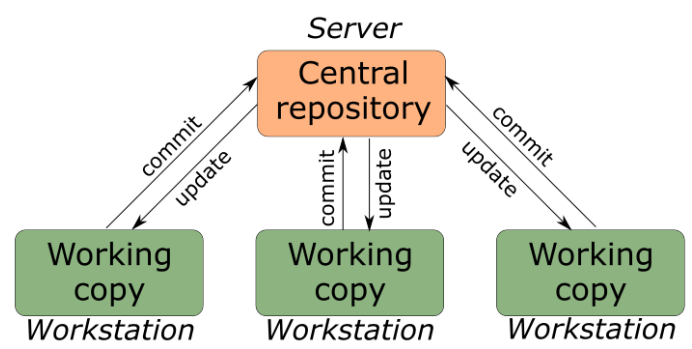 Server
Central
repository
commit
update
commit
update
commit
update
Working
copy
Working
copy
Working
copy
Workstation
Workstation
Workstation